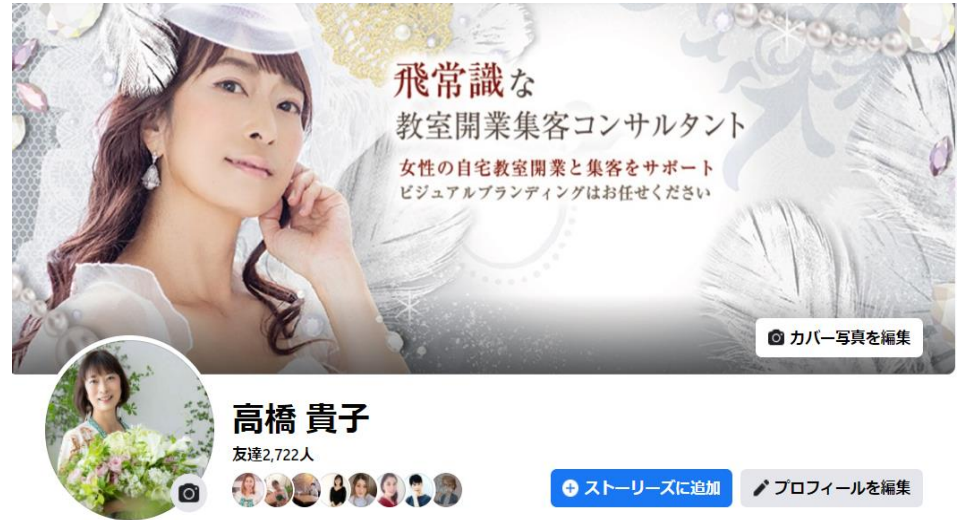 飛常識な
教室開業集客コンサルタント
女性の自宅教室開業と集客をサポート
ビジュアルブランディングはお任せください
カバー写真を編集
高橋 貴子
友達2,722人
ストーリーズに追加
プロフィールを編集